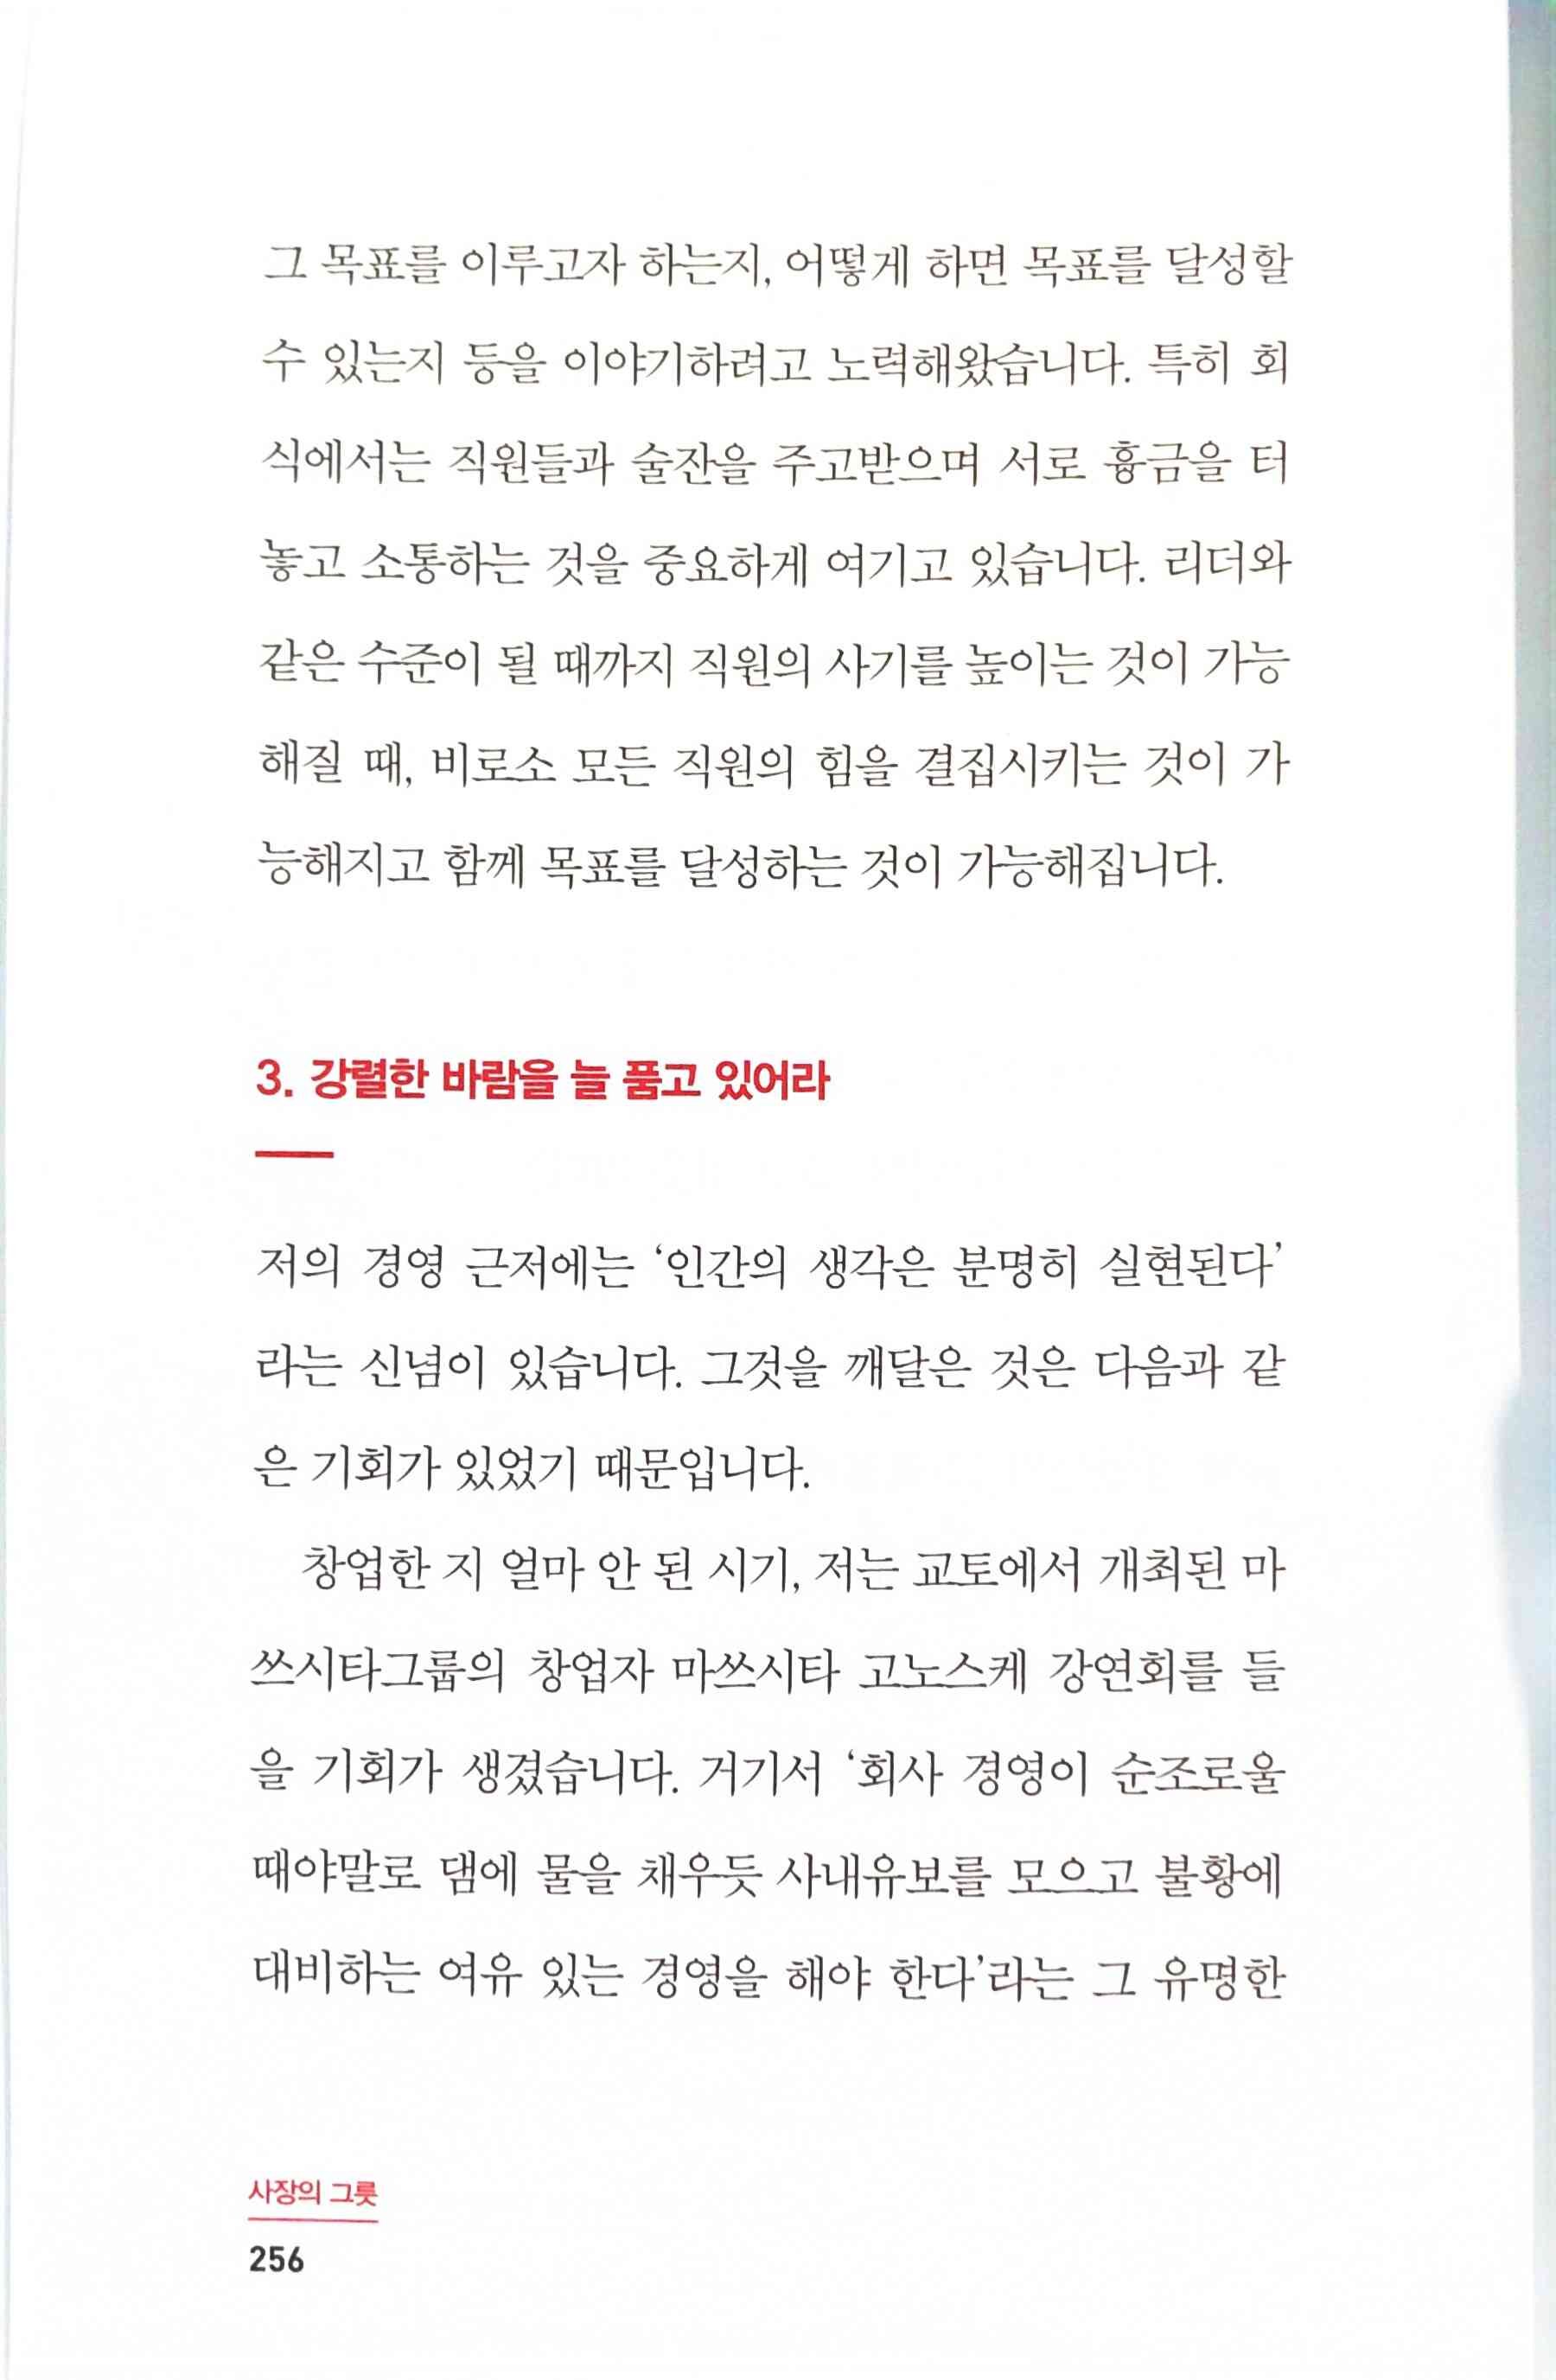 그 목표를 이루고자 하는지, 어떻게 하면 목표를 달성할
수 있는지 등을 이야기하려고 노력해왔습니다. 특히 회
식에서는 직원들과 술잔을 주고받으며 서로 흉금을 터
놓고 소통하는 것을 중요하게 여기고 있습니다. 리더와
같은 수준이 될 때까지 직원의 사기를 높이는 것이 가능
해질 때, 비로소 모든 직원의 힘을 결집시키는 것이 가
능해지고 함께 목표를 달성하는 것이 가능해집니다.
3. 강렬한 바람을 늘 품고 있어라
저의 경영 근저에는 ‘인간의 생각은 분명히 실현된다’
라는 신념이 있습니다. 그것을 깨달은 것은 다음과 같
은 기회가 있었기 때문입니다.
창업한 지 얼마 안 된 시기, 저는 교토에서 개최된 마
쓰시타그룹의 창업자 마쓰시타 고노스케 강연회를 들
을 기회가 생겼습니다. 거기서 ‘회사 경영이 순조로울
때야말로 댐에 물을 채우듯 사내유보를 모으고 불황에
대비하는 여유 있는 경영을 해야 한다’라는 그 유명한
사장의 그릇
256